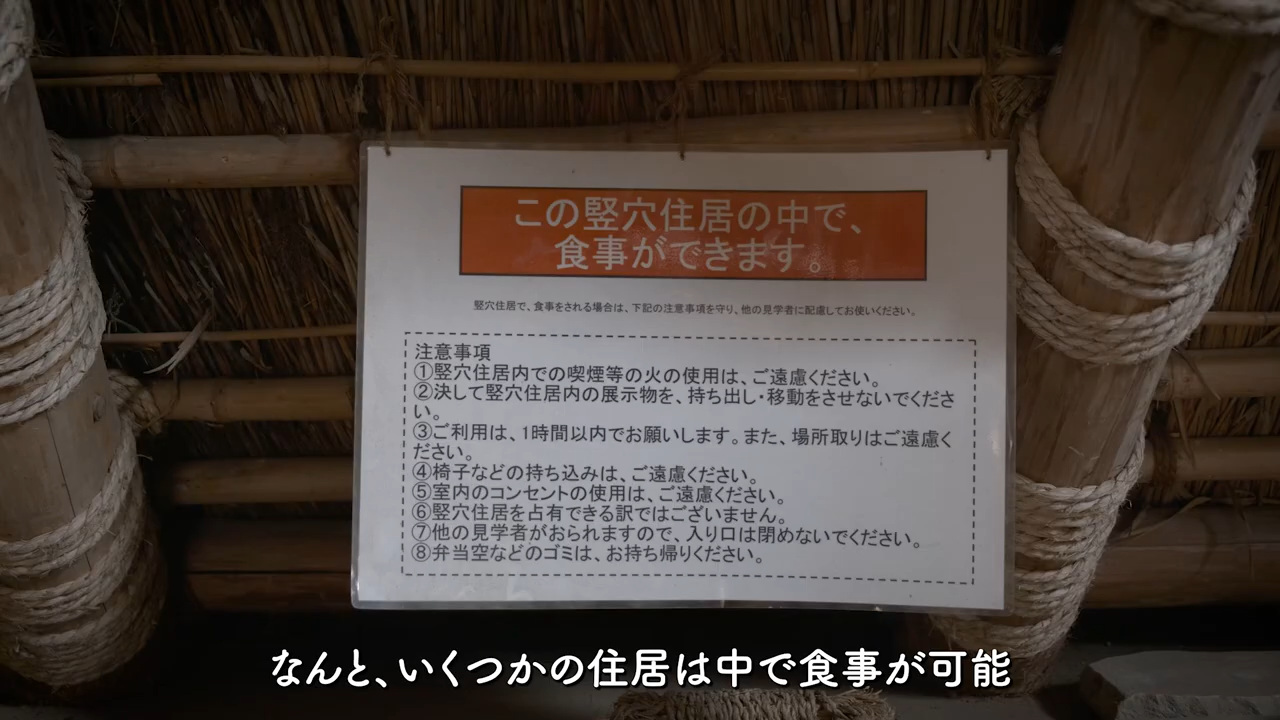 この竪穴住居の中で、
食事ができます。
竪穴住居で、食事をされる場合は、下記の注意事項を守り、他の見学者に配慮してお使いください。
注意事項
①竪穴住居内での喫煙等の火の使用は、ご遠慮ください。
②決して竪穴住居内の展示物を、持ち出し・移動をさせないでくださ
い。
③ご利用は、1時間以内でお願いします。また、場所取りはご遠慮く
ださい。
④椅子などの持ち込みは、ご遠慮ください。
⑤室内のコンセントの使用は、ご遠慮ください。
⑥竪穴住居を占有できる訳ではございません。
⑦他の見学者がおられますので、入り口は閉めないでください。
⑧弁当空などのゴミは、お持ち帰りください。
なんと、いくつかの住居は中で食事が可能